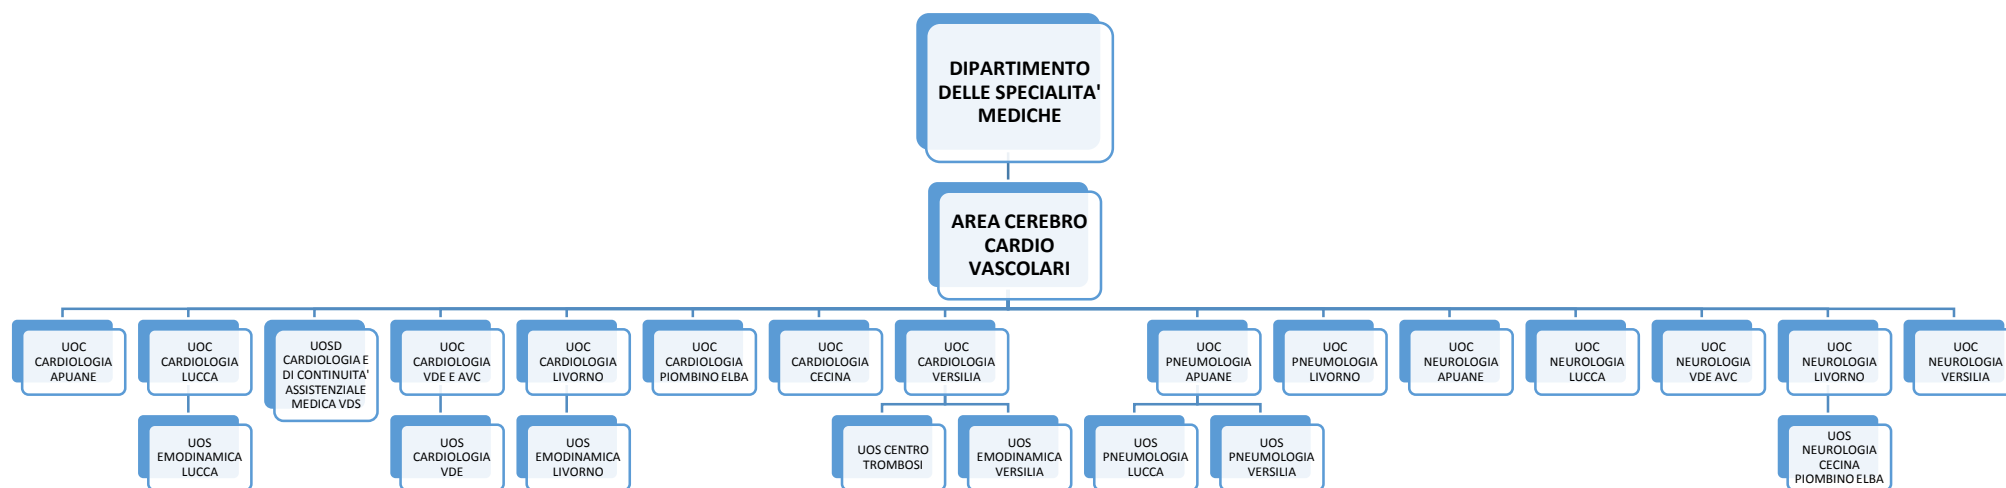 DIPARTIMENTO
DELLE SPECIALITA'
MEDICHE
AREA CEREBRO
CARDIO
VASCOLARI
UOC
CARDIOLOGIA
APUANE
UOC
CARDIOLOGIA
LUCCA
UOSD
CARDIOLOGIA E
DI CONTINUITA'
ASSISTENZIALE
MEDICA VDS
UOC
CARDIOLOGIA
VDE E AVC
UOC
CARDIOLOGIA
LIVORNO
UOC
CARDIOLOGIA
PIOMBINO ELBA
UOC
CARDIOLOGIA
CECINA
UOC
CARDIOLOGIA
VERSILIA
UOC
PNEUMOLOGIA
APUANE
UOC
PNEUMOLOGIA
LIVORNO
UOC
NEUROLOGIA
APUANE
UOC
NEUROLOGIA
LUCCA
UOC
NEUROLOGIA
VDE AVC
UOC
NEUROLOGIA
LIVORNO
UOC
NEUROLOGIA
VERSILIA
UOS
EMODINAMICA
LUCCA
UOS
CARDIOLOGIA
VDE
UOS
EMODINAMICA
LIVORNO
UOS CENTRO
TROMBOSI
UOS
EMODINAMICA
VERSILIA
UOS
PNEUMOLOGIA
LUCCA
UOS
PNEUMOLOGIA
VERSILIA
UOS
NEUROLOGIA
CECINA
PIOMBINO ELBA